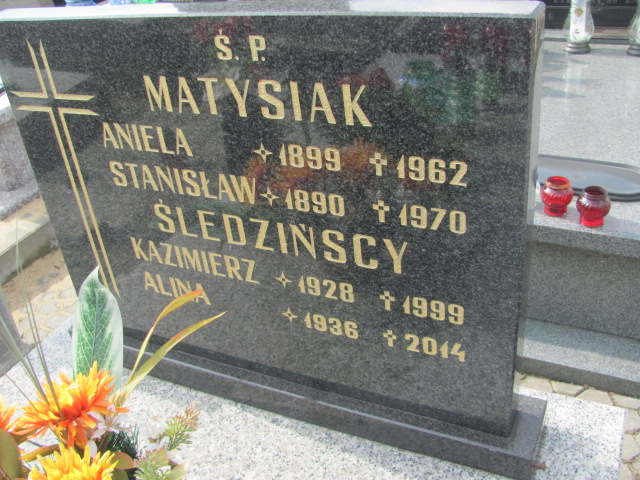 Ś. P.
MATYSIAK
ANIELA 1899 1962
STANISŁAW 1890 1970
ŚLEDZIŃSCY
KAZIMIERZ 1928 1999
ALINA 1936 2014